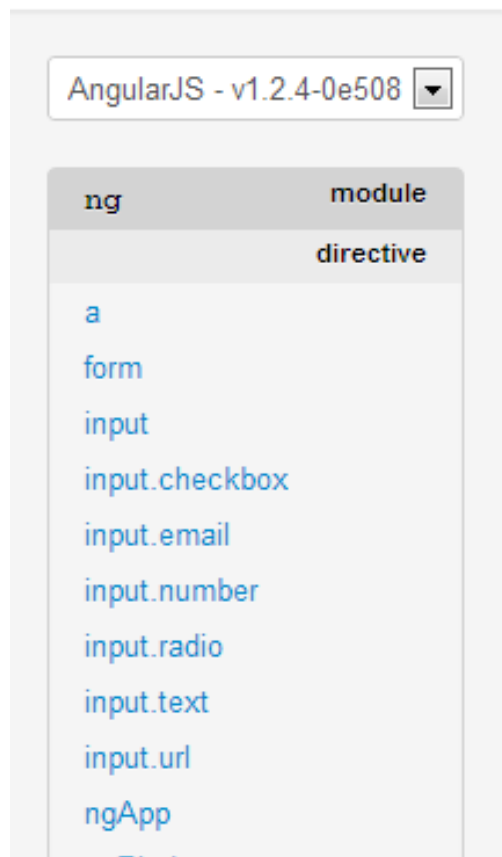 AngularJS - v1.2.4-0e508
ng module
directive
a
form
input
input.checkbox
input.email
input.number
input.radio
input.text
input.url
ngApp